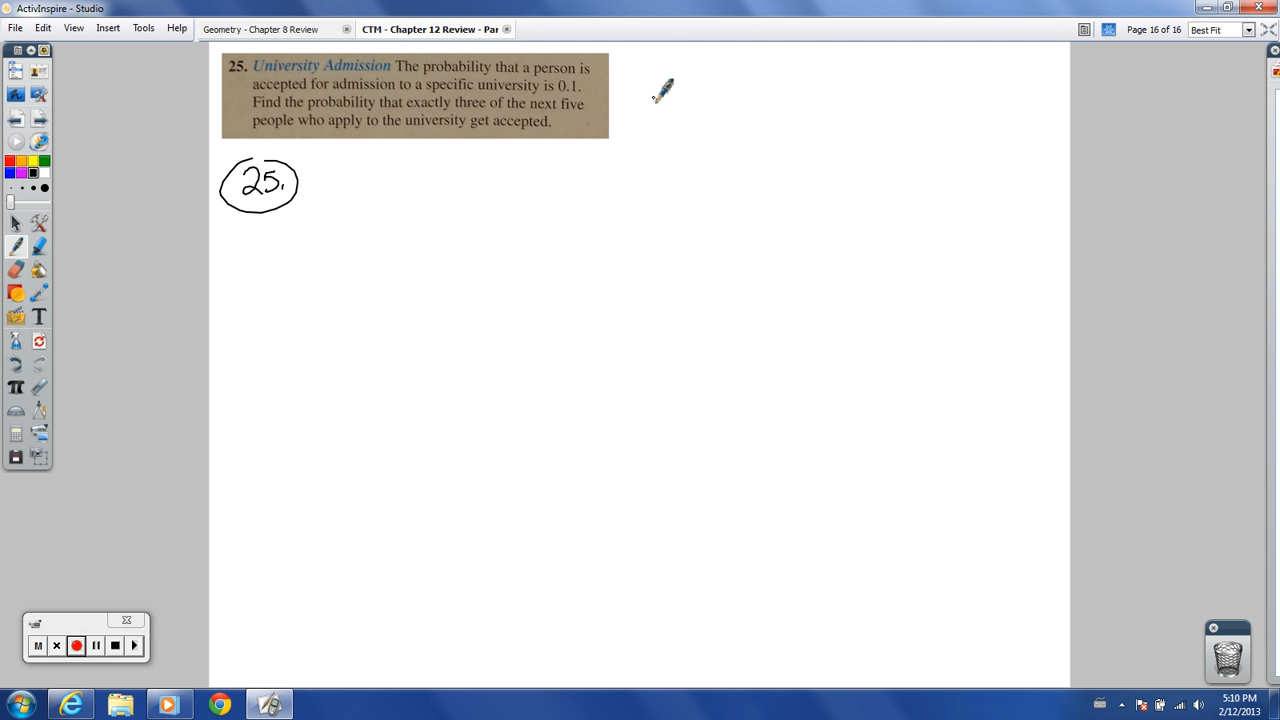 ActivInspire - Studio
File Edit View Insert Tools Help
Geometry - Chapter 8 Review
CTM - Chapter 12 Review - Par
Page 16 of 16
Best Fit
25. University Admission The probability that a person is
accepted for admission to a specific university is 0.1.
Find the probability that exactly three of the next five
people who apply to the university get accepted.
25.
T
π
M
5:10 PM
2/12/2013